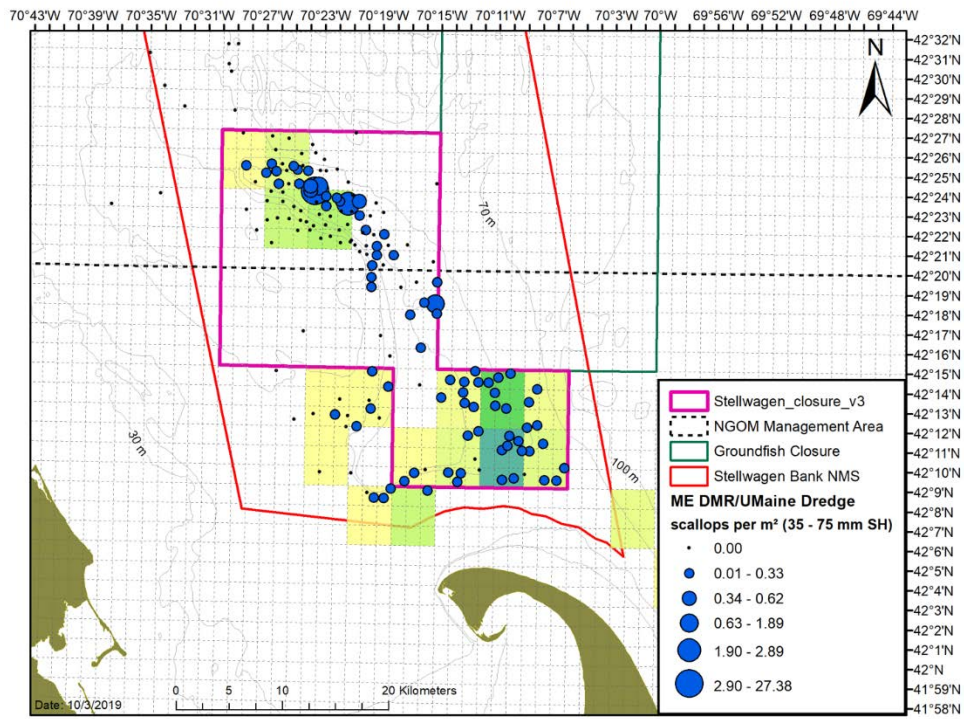 70°43'W 70°35'W 70°31'W 70°27'W 70°23'W 70°19'W 70°15'W 70°11'W 70°7'W 70°3'W 70°0'W 69°56'W 69°52'W 69°48'W 69°44'W
42°32'N
42°31'N
42°30'N
42°29'N
42°28'N
42°27'N
42°26'N
42°25'N
42°24'N
42°23'N
42°22'N
42°20'N
42°19'N
42°18'N
42°17'N
42°16'N
42°15'N
42°14'N
42°13'N
42°12'N
42°11'N
42°10'N
42°9'N
42°8'N
42°7'N
42°6'N
42°5'N
42°4'N
42°3'N
42°2'N
42°1'N
42°N
41°59'N
41°58'N
N
70 m
30 m
100 m
Stellwagen_closure_v3
NGOM Management Area
Groundfish Closure
Stellwagen Bank NMS
ME DMR/UMaine Dredge
scallops per m² (35 - 75 mm SH)
0.00
0.01 - 0.33
0.34 - 0.62
0.63 - 1.89
1.90 - 2.89
2.90 - 27.38
0 5 10 20 Kilometers
Date: 10/3/2019